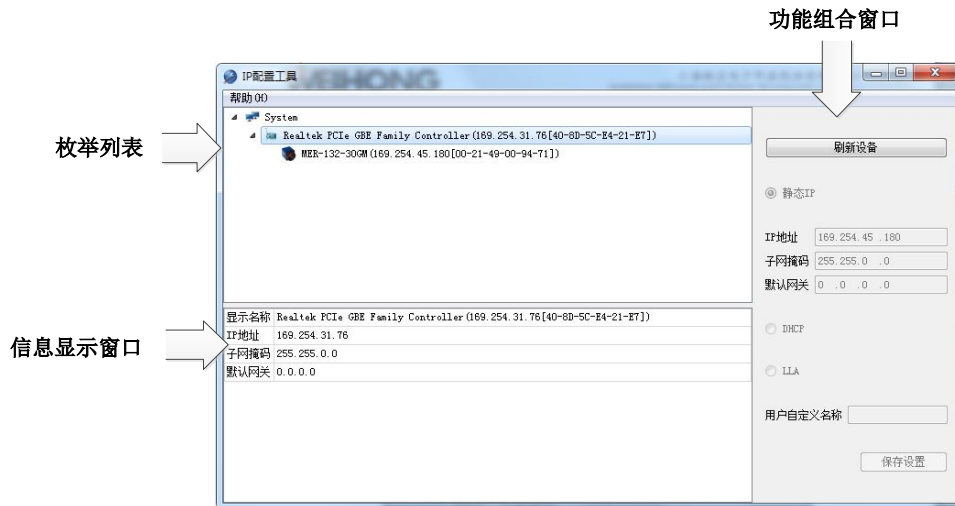 功能组合窗口
IP配置工具
WEIHONG
帮助(H)
System
枚举列表
Realtek PCIe GBE Family Controller(169.254.31.76[40-8D-5C-E4-21-E7])
MER-132-30GM(169.254.45.180[00-21-49-00-94-71])
刷新设备
静态IP
IP地址 169.254.45 .180
子网掩码 255.255.0 .0
默认网关 0 .0 .0 .0
信息显示窗口
显示名称 Realtek PCIe GBE Family Controller(169.254.31.76[40-8D-5C-E4-21-E7])
IP地址 169.254.31.76
子网掩码 255.255.0.0
默认网关 0.0.0.0
DHCP
LLA
用户自定义名称
保存设置